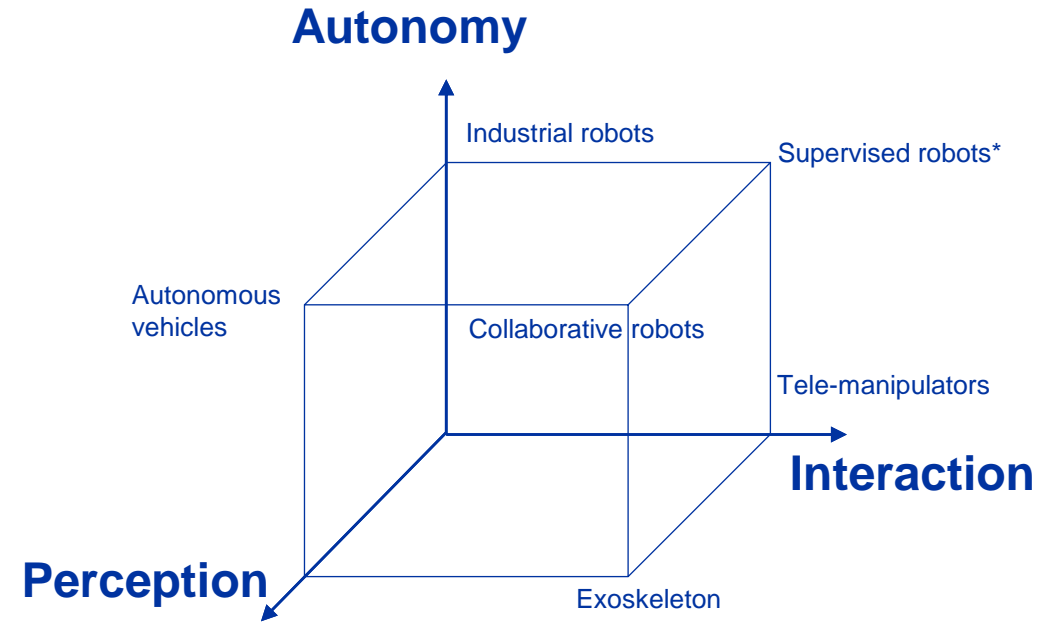 Autonomy
Industrial robots
Supervised robots*
Autonomous
vehicles
Collaborative robots
Tele-manipulators
Interaction
Perception
Exoskeleton